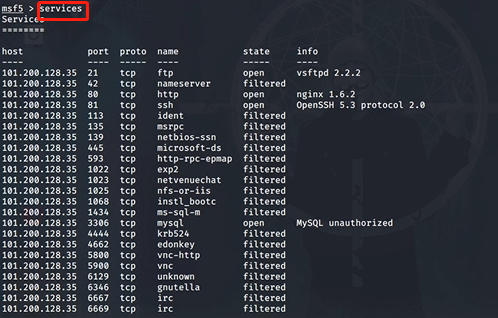 msf5 > services
Services
========
host port proto name state info
---- ---- ----- ---- ----- ----
101.200.128.35 21 tcp ftp open vsftpd 2.2.2
101.200.128.35 42 tcp nameserver filtered
101.200.128.35 80 tcp http open nginx 1.6.2
101.200.128.35 81 tcp ssh open OpenSSH 5.3 protocol 2.0
101.200.128.35 113 tcp ident filtered
101.200.128.35 135 tcp msrpc filtered
101.200.128.35 139 tcp netbios-ssn filtered
101.200.128.35 445 tcp microsoft-ds filtered
101.200.128.35 593 tcp http-rpc-epmap filtered
101.200.128.35 1022 tcp exp2 filtered
101.200.128.35 1023 tcp netvenuechat filtered
101.200.128.35 1025 tcp nfs-or-iis filtered
101.200.128.35 1068 tcp instl_bootc filtered
101.200.128.35 1434 tcp ms-sql-m filtered
101.200.128.35 3306 tcp mysql open MySQL unauthorized
101.200.128.35 4444 tcp krb524 filtered
101.200.128.35 4662 tcp edonkey filtered
101.200.128.35 5800 tcp vnc-http filtered
101.200.128.35 5900 tcp vnc filtered
101.200.128.35 6129 tcp unknown filtered
101.200.128.35 6346 tcp gnutella filtered
101.200.128.35 6667 tcp irc filtered
101.200.128.35 6669 tcp irc filtered